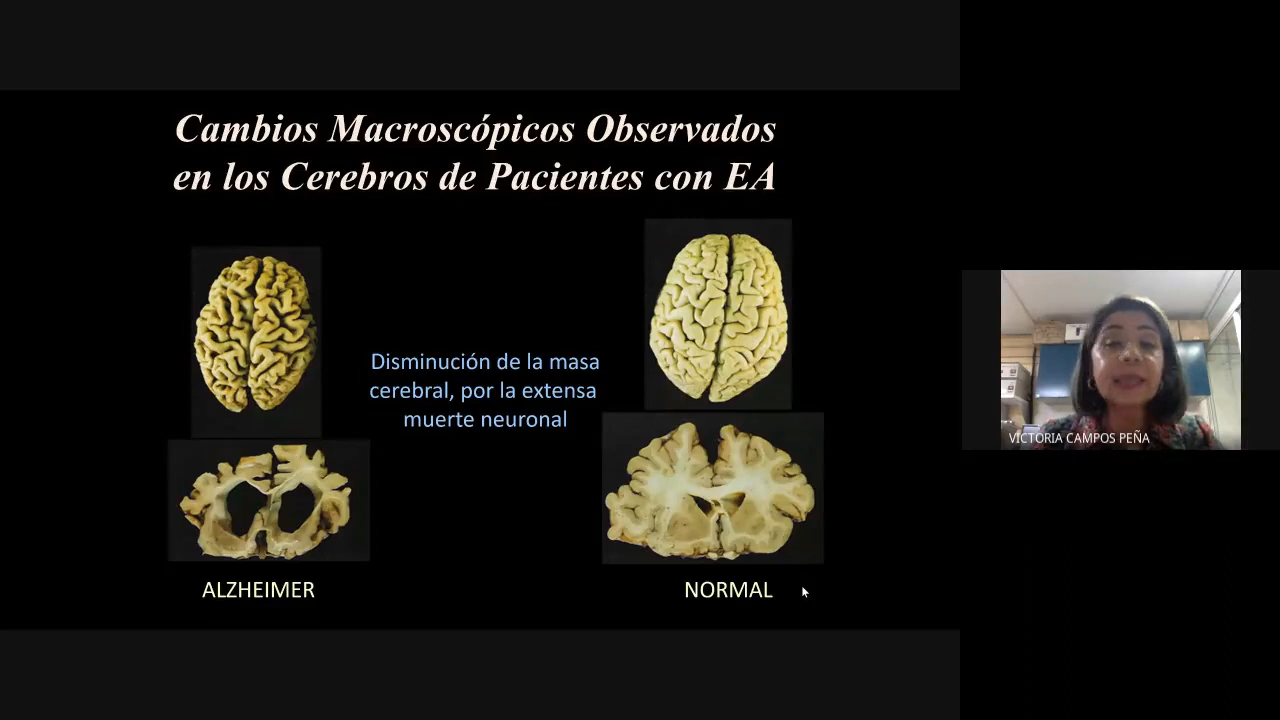 Cambios Macroscópicos Observados
en los Cerebros de Pacientes con EA
Disminución de la masa
cerebral, por la extensa
muerte neuronal
ALZHEIMER
NORMAL
VICTORIA CAMPOS PEÑA